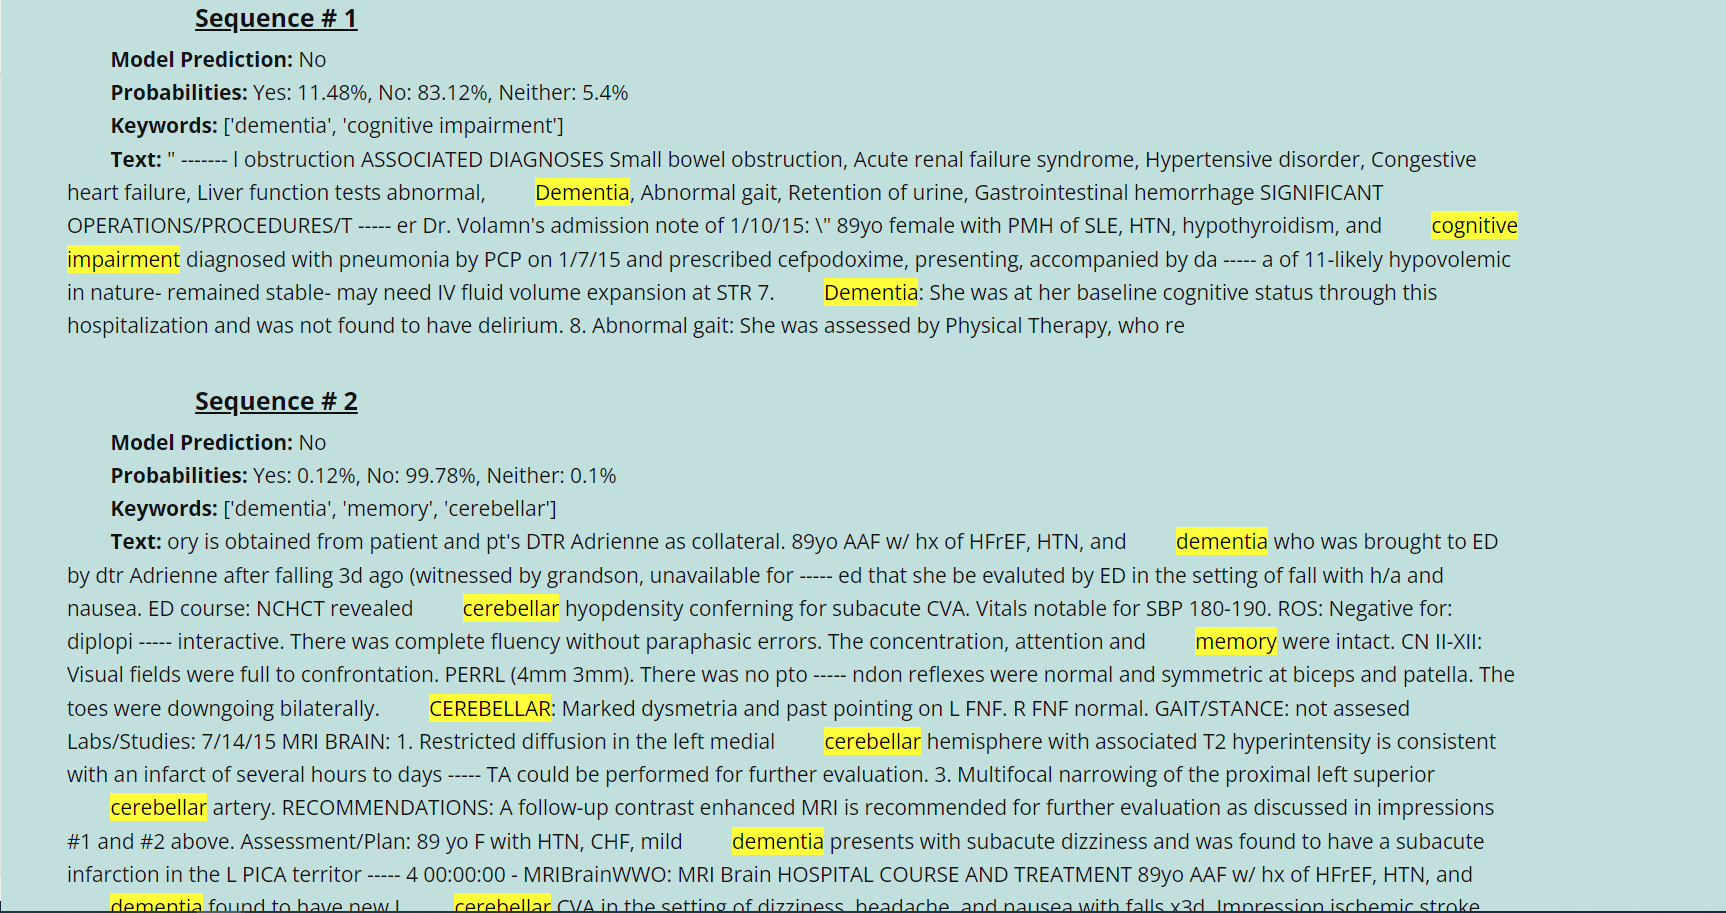 Sequence # 1
Model Prediction: No
Probabilities: Yes: 11.48%, No: 83.12%, Neither: 5.4%
Keywords: ['dementia', 'cognitive impairment']
Text: " ------- l obstruction ASSOCIATED DIAGNOSES Small bowel obstruction, Acute renal failure syndrome, Hypertensive disorder, Congestive
heart failure, Liver function tests abnormal, Dementia, Abnormal gait, Retention of urine, Gastrointestinal hemorrhage SIGNIFICANT
OPERATIONS/PROCEDURES/T ----- er Dr. Volamn's admission note of 1/10/15: \" 89yo female with PMH of SLE, HTN, hypothyroidism, and cognitive
impairment diagnosed with pneumonia by PCP on 1/7/15 and prescribed cefpodoxime, presenting, accompanied by da ----- a of 11-likely hypovolemic
in nature- remained stable- may need IV fluid volume expansion at STR 7. Dementia: She was at her baseline cognitive status through this
hospitalization and was not found to have delirium. 8. Abnormal gait: She was assessed by Physical Therapy, who re
Sequence # 2
Model Prediction: No
Probabilities: Yes: 0.12%, No: 99.78%, Neither: 0.1%
Keywords: ['dementia', 'memory', 'cerebellar']
Text: ory is obtained from patient and pt's DTR Adrienne as collateral. 89yo AAF w/ hx of HFrEF, HTN, and dementia who was brought to ED
by dtr Adrienne after falling 3d ago (witnessed by grandson, unavailable for ----- ed that she be evaluted by ED in the setting of fall with h/a and
nausea. ED course: NCHCT revealed cerebellar hyopdensity conferning for subacute CVA. Vitals notable for SBP 180-190. ROS: Negative for:
diplopi ----- interactive. There was complete fluency without paraphasic errors. The concentration, attention and memory were intact. CN II-XII:
Visual fields were full to confrontation. PERRL (4mm 3mm). There was no pto ----- ndon reflexes were normal and symmetric at biceps and patella. The
toes were downgoing bilaterally. CEREBELLAR: Marked dysmetria and past pointing on L FNF. R FNF normal. GAIT/STANCE: not assesed
Labs/Studies: 7/14/15 MRI BRAIN: 1. Restricted diffusion in the left medial cerebellar hemisphere with associated T2 hyperintensity is consistent
with an infarct of several hours to days ----- TA could be performed for further evaluation. 3. Multifocal narrowing of the proximal left superior
cerebellar artery. RECOMMENDATIONS: A follow-up contrast enhanced MRI is recommended for further evaluation as discussed in impressions
#1 and #2 above. Assessment/Plan: 89 yo F with HTN, CHF, mild dementia presents with subacute dizziness and was found to have a subacute
infarction in the L PICA territor ----- 4 00:00:00 - MRIBrainWWO: MRI Brain HOSPITAL COURSE AND TREATMENT 89yo AAF w/ hx of HFrEF, HTN, and
dementia found to have new L cerebellar CVA in the setting of dizziness, headache, and nausea with falls x3d. Impression ischemic stroke